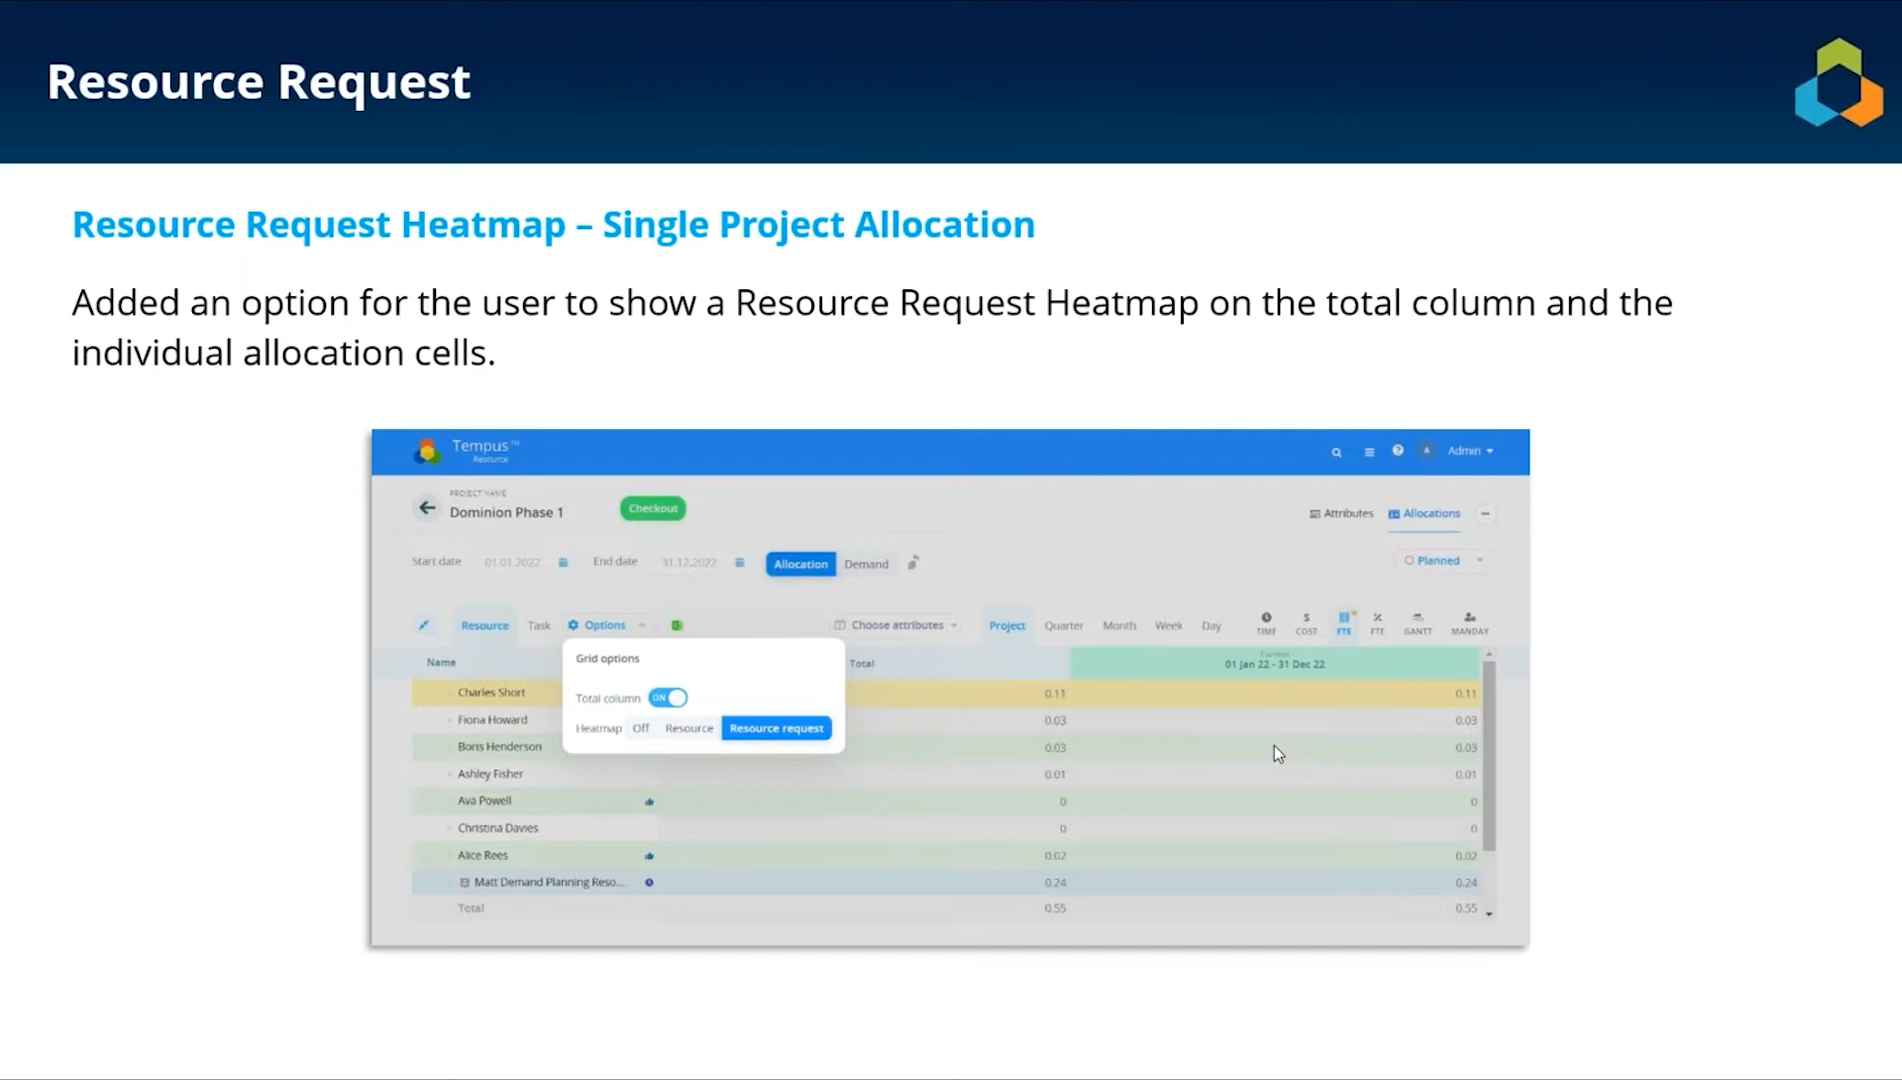 Resource Request
Resource Request Heatmap – Single Project Allocation
Added an option for the user to show a Resource Request Heatmap on the total column and the
individual allocation cells.
Tempus™
Resource
Admin
PROJECT NAME
Dominion Phase 1
Checkout
Attributes
Allocations
Start date 01.01.2022 End date 31.12.2022 Allocation Demand
Planned
Resource Task Options Choose attributes Project Quarter Month Week Day TIME COST FTE FTE GANTT MANDAY
Grid options
Total column ON
Heatmap Off Resource Resource request
Name Total Current
01 Jan 22 - 31 Dec 22
Charles Short 0.11 0.11
Fiona Howard 0.03 0.03
Boris Henderson 0.03 0.03
Ashley Fisher 0.01 0.01
Ava Powell 0 0
Christina Davies 0 0
Alice Rees 0.02 0.02
Matt Demand Planning Reso... 0.24 0.24
Total 0.55 0.55